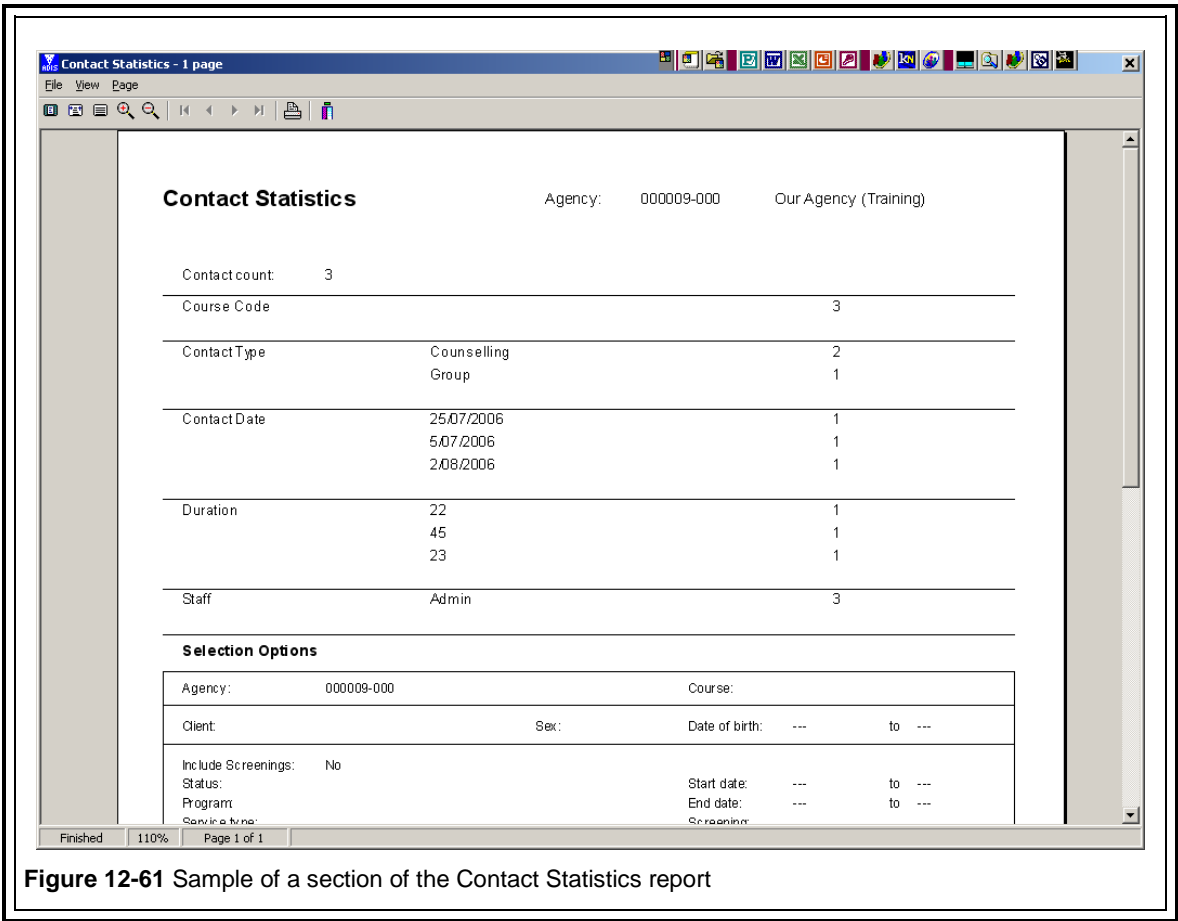 Contact Statistics - 1 page
File View Page
Contact Statistics Agency: 000009-000 Our Agency (Training)
Contact count: 3
Course Code 3
Contact Type Counselling 2
Group 1
Contact Date 25/07/2006 1
5/07/2006 1
2/08/2006 1
Duration 22 1
45 1
23 1
Staff Admin 3
Selection Options
Agency: 000009-000 Course:
Client: Sex: Date of birth: --- to ---
Include Screenings: No
Status: Start date: --- to ---
Program: End date: --- to ---
Service type: Screening:
Finished 110% Page 1 of 1
Figure 12-61 Sample of a section of the Contact Statistics report